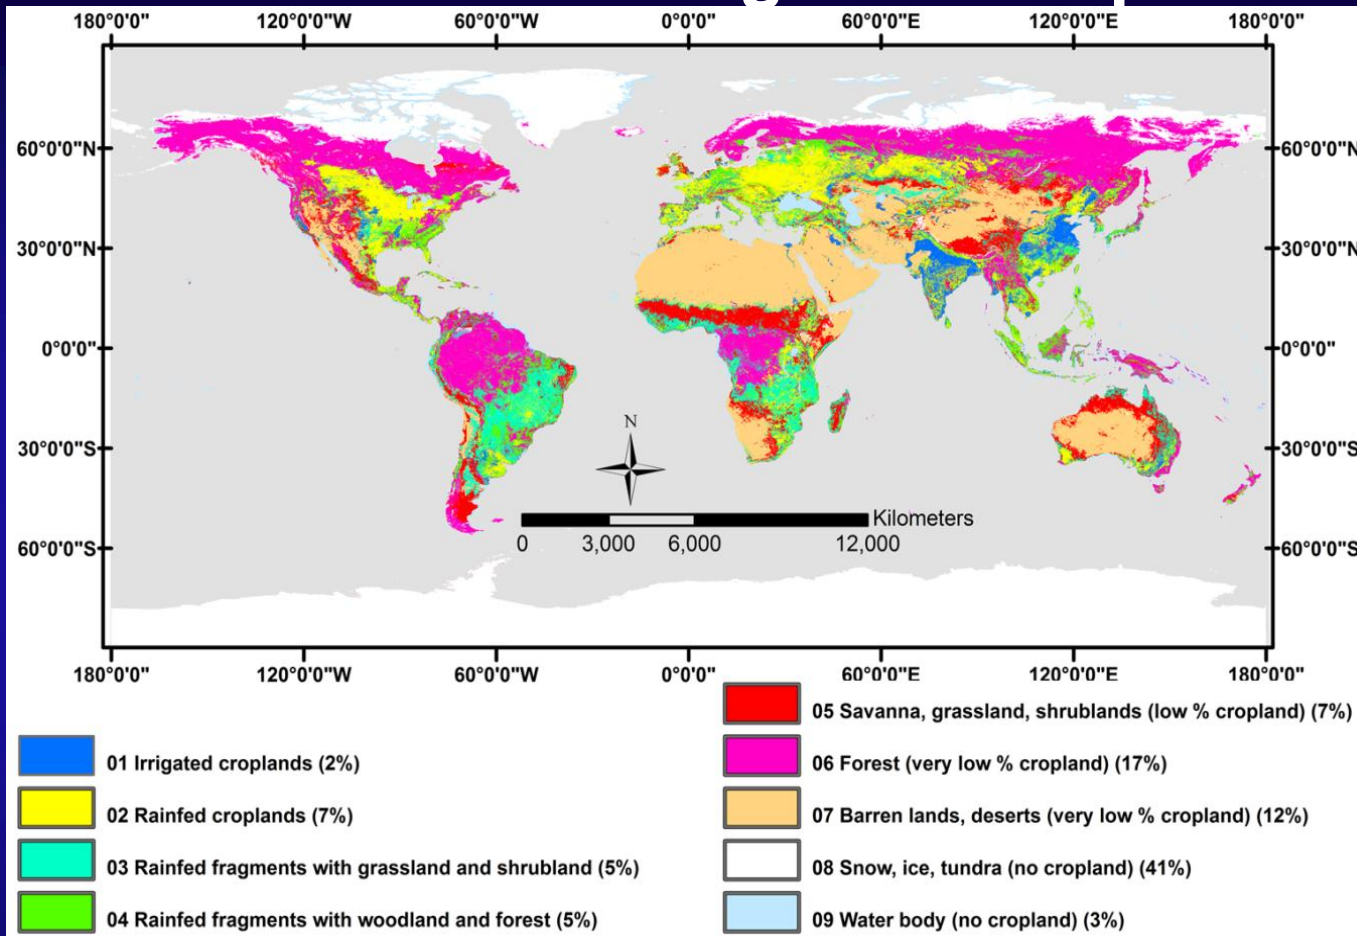 180°0'0" 120°0'0"W 60°0'0"W 0°0'0" 60°0'0"E 120°0'0"E 180°0'0"
60°0'0"N 60°0'0"N
30°0'0"N 30°0'0"N
0°0'0" 0°0'0"
N
30°0'0"S 30°0'0"S
Kilometers
0 3,000 6,000 12,000
60°0'0"S 60°0'0"S
180°0'0" 120°0'0"W 60°0'0"W 0°0'0" 60°0'0"E 120°0'0"E 180°0'0"
01 Irrigated croplands (2%)
02 Rainfed croplands (7%)
03 Rainfed fragments with grassland and shrubland (5%)
04 Rainfed fragments with woodland and forest (5%)
05 Savanna, grassland, shrublands (low % cropland) (7%)
06 Forest (very low % cropland) (17%)
07 Barren lands, deserts (very low % cropland) (12%)
08 Snow, ice, tundra (no cropland) (41%)
09 Water body (no cropland) (3%)